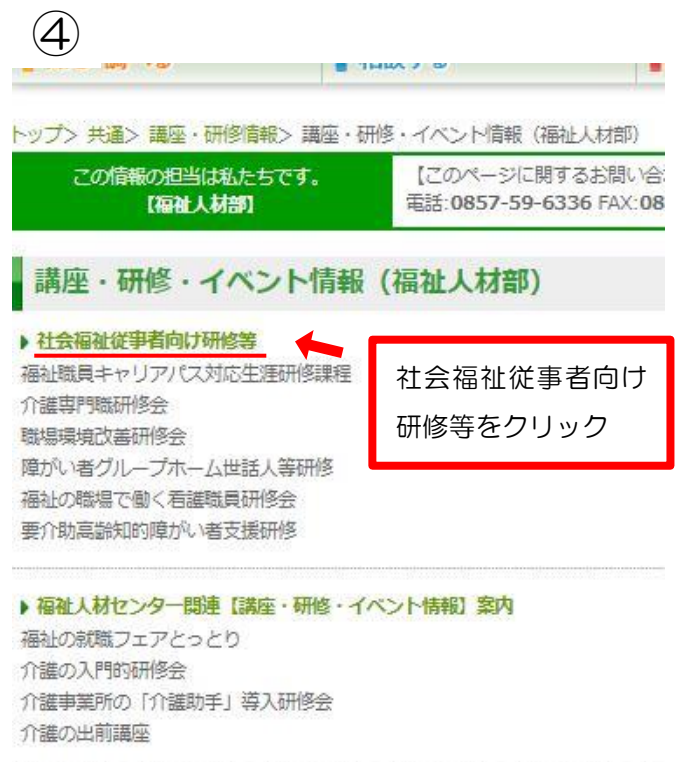 ④
トップ> 共通> 講座・研修情報> 講座・研修・イベント情報（福祉人材部）
この情報の担当は私たちです。
【福祉人材部】
【このページに関するお問い合
電話:0857-59-6336 FAX:08
講座・研修・イベント情報（福祉人材部）
社会福祉従事者向け研修等
福祉職員キャリアパス対応生涯研修課程
介護専門職研修会
職場環境改善研修会
障がい者グループホーム世話人等研修
福祉の職場で働く看護職員研修会
要介助高齢知的障がい者支援研修
社会福祉従事者向け
研修等をクリック
福祉人材センター関連【講座・研修・イベント情報】案内
福祉の就職フェアとっとり
介護の入門的研修会
介護事業所の「介護助手」導入研修会
介護の出前講座